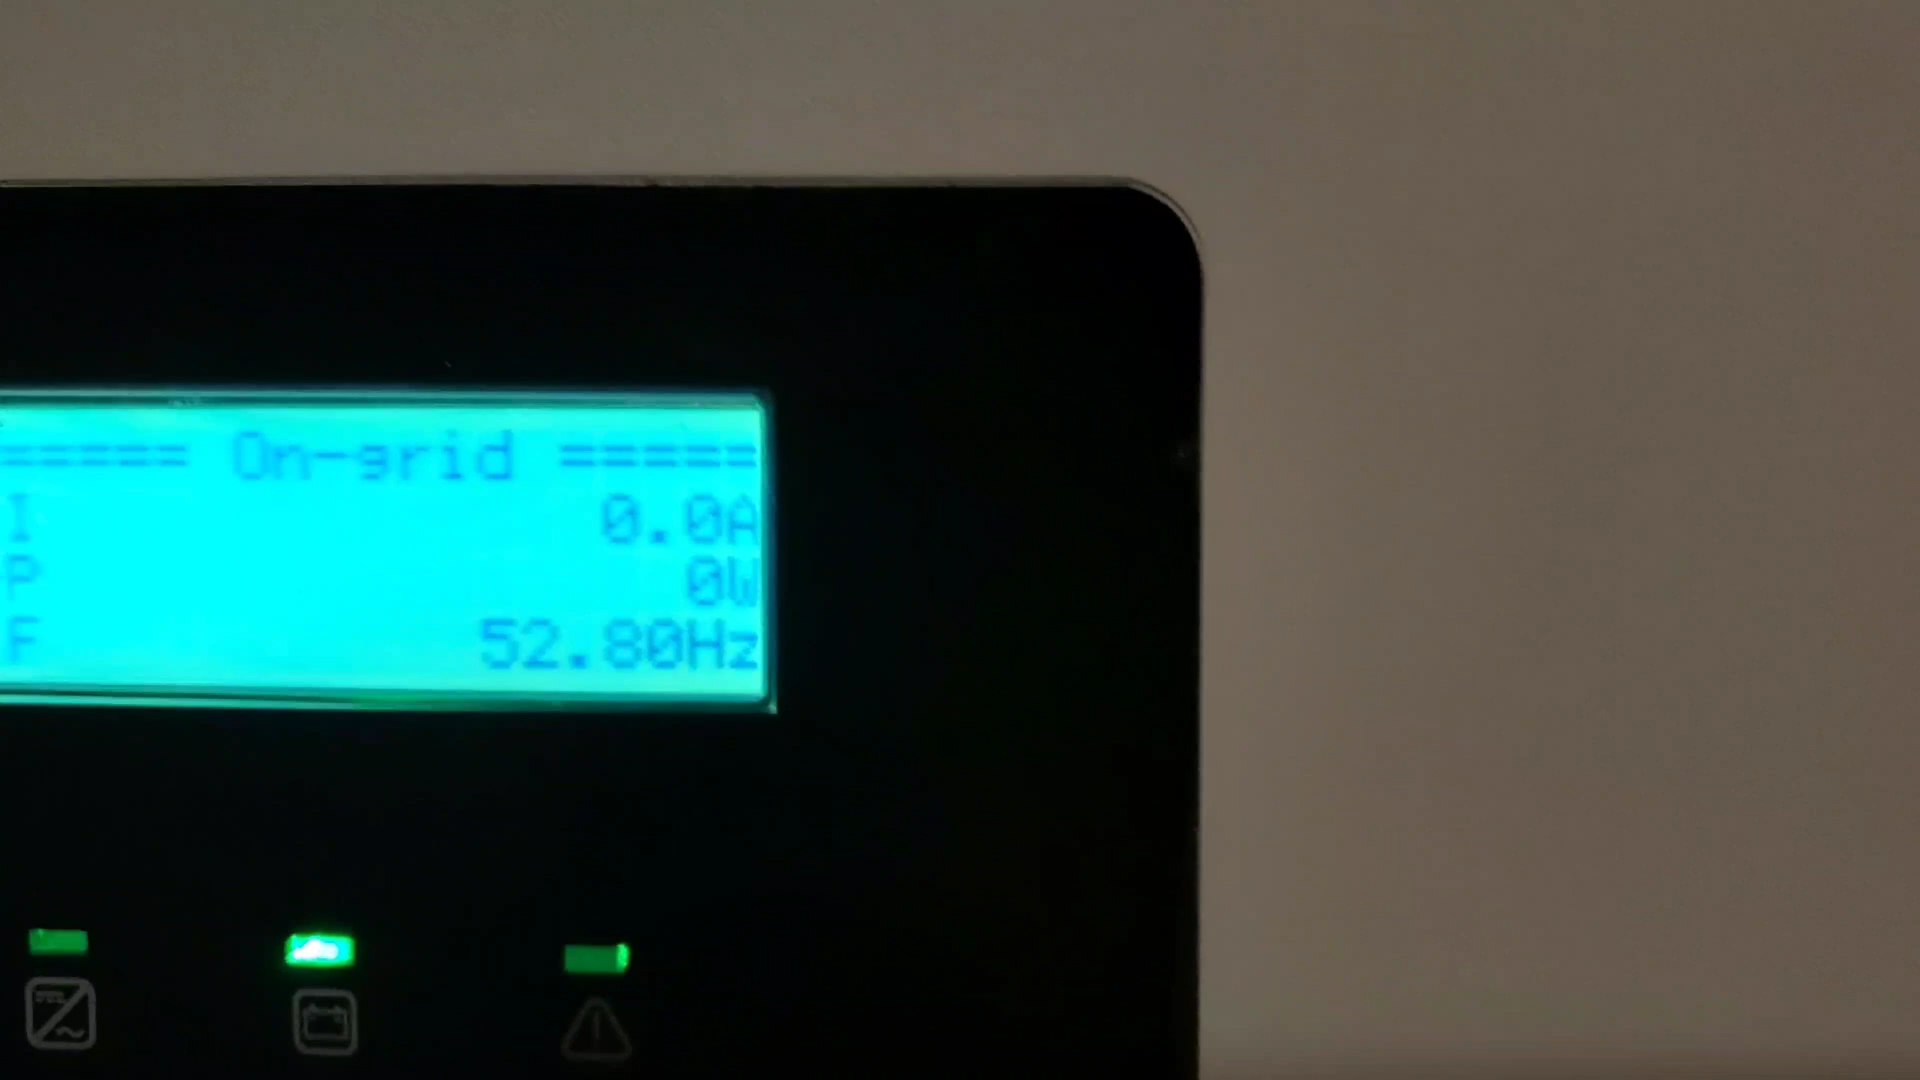 ===== On-grid =====
I 0.0A
P 0W
F 52.80Hz